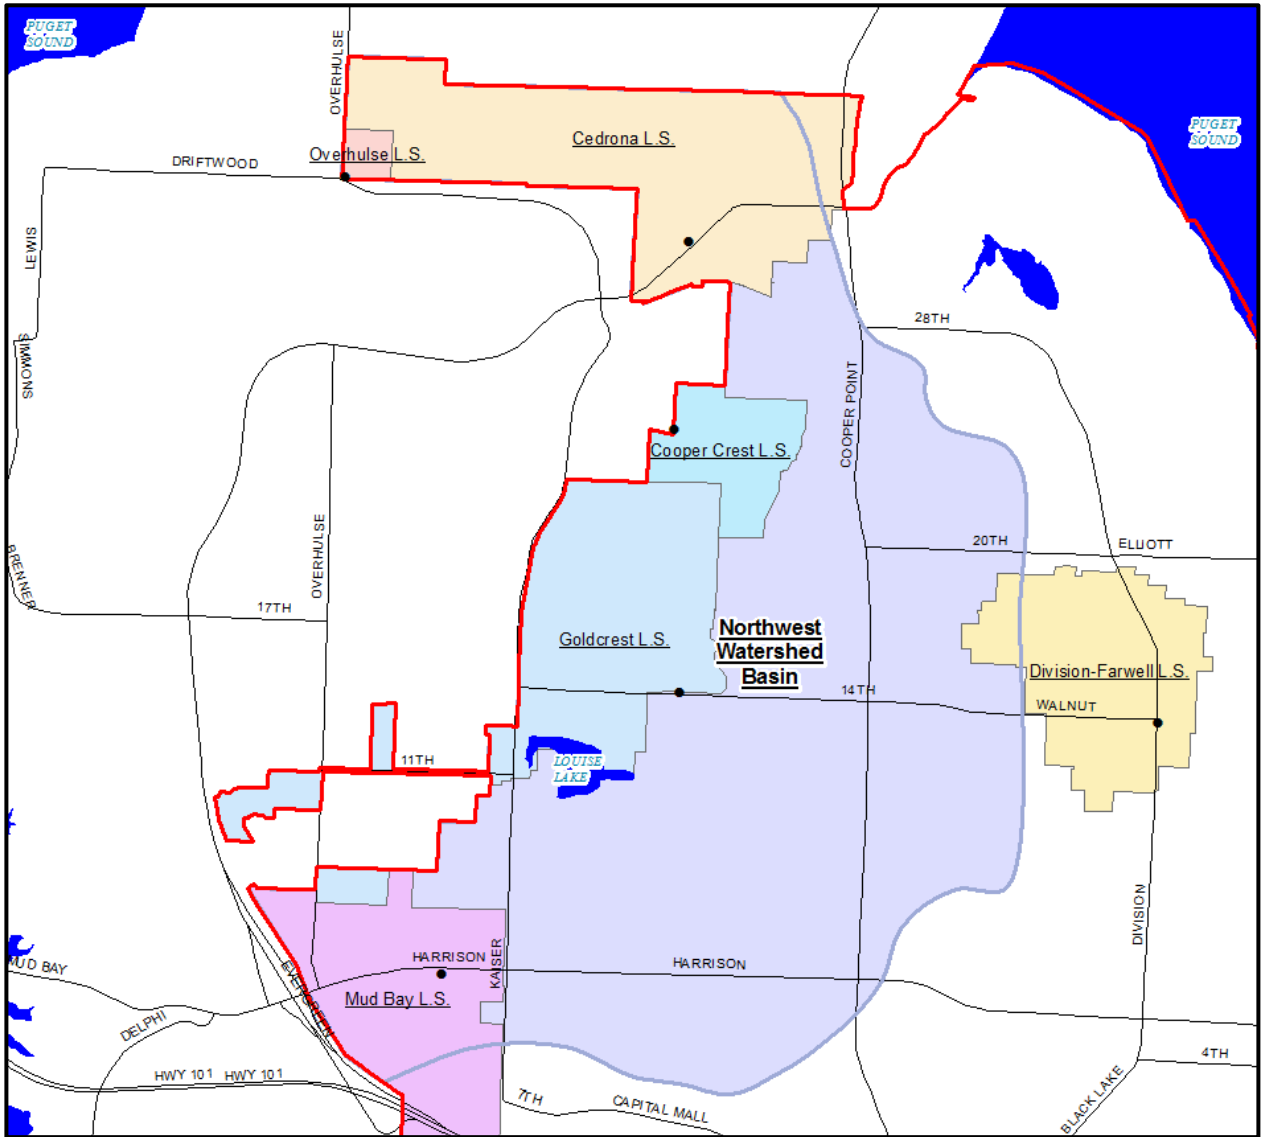 PUGET
SOUND
OVERHULSE
PUGET
SOUND
Cedrona L.S.
Overhulse L.S.
DRIFTWOOD
LEWIS
SIMMONS
28TH
COOPER POINT
Cooper Crest L.S.
OVERHULSE
20TH
ELLIOTT
BRENNER
17TH
Goldcrest L.S.
Northwest
Watershed
Basin
Division-Farwell L.S.
14TH
WALNUT
11TH
LOUISE
LAKE
DIVISION
KAISER
HARRISON
HARRISON
MUD BAY
EVERGREEN
Mud Bay L.S.
DELPHI
4TH
HWY 101
HWY 101
7TH
CAPITAL MALL
BLACK LAKE